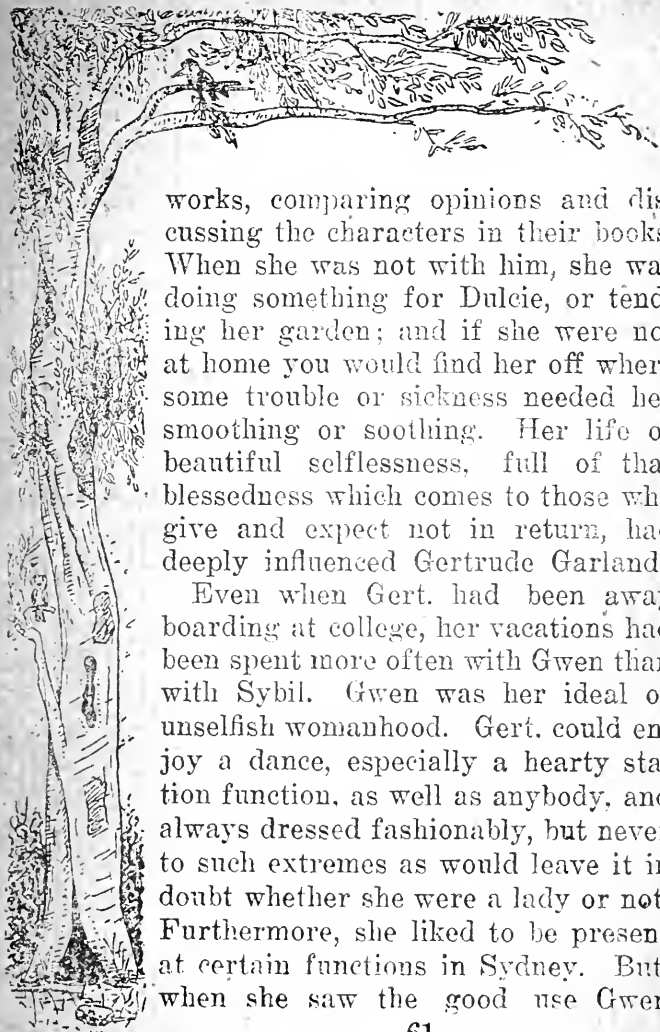 works, comparing opinions and dis
cussing the characters in their books
When she was not with him, she wa
doing something for Dulcie, or tend
ing her garden; and if she were no
at home you would find her off wher
some trouble or sickness needed he
smoothing or soothing. Her life o
beautiful selflessness, full of tha
blessedness which comes to those wh
give and expect not in return, ha
deeply influenced Gertrude Garland
Even when Gert. had been away
boarding at college, her vacations had
been spent more often with Gwen than
with Sybil. Gwen was her ideal o
unselfish womanhood. Gert. could en
joy a dance, especially a hearty sta
tion function, as well as anybody, and
always dressed fashionably, but never
to such extremes as would leave it in
doubt whether she were a lady or not
Furthermore, she liked to be presen
at certain functions in Sydney. But
when she saw the good use Gwen
61